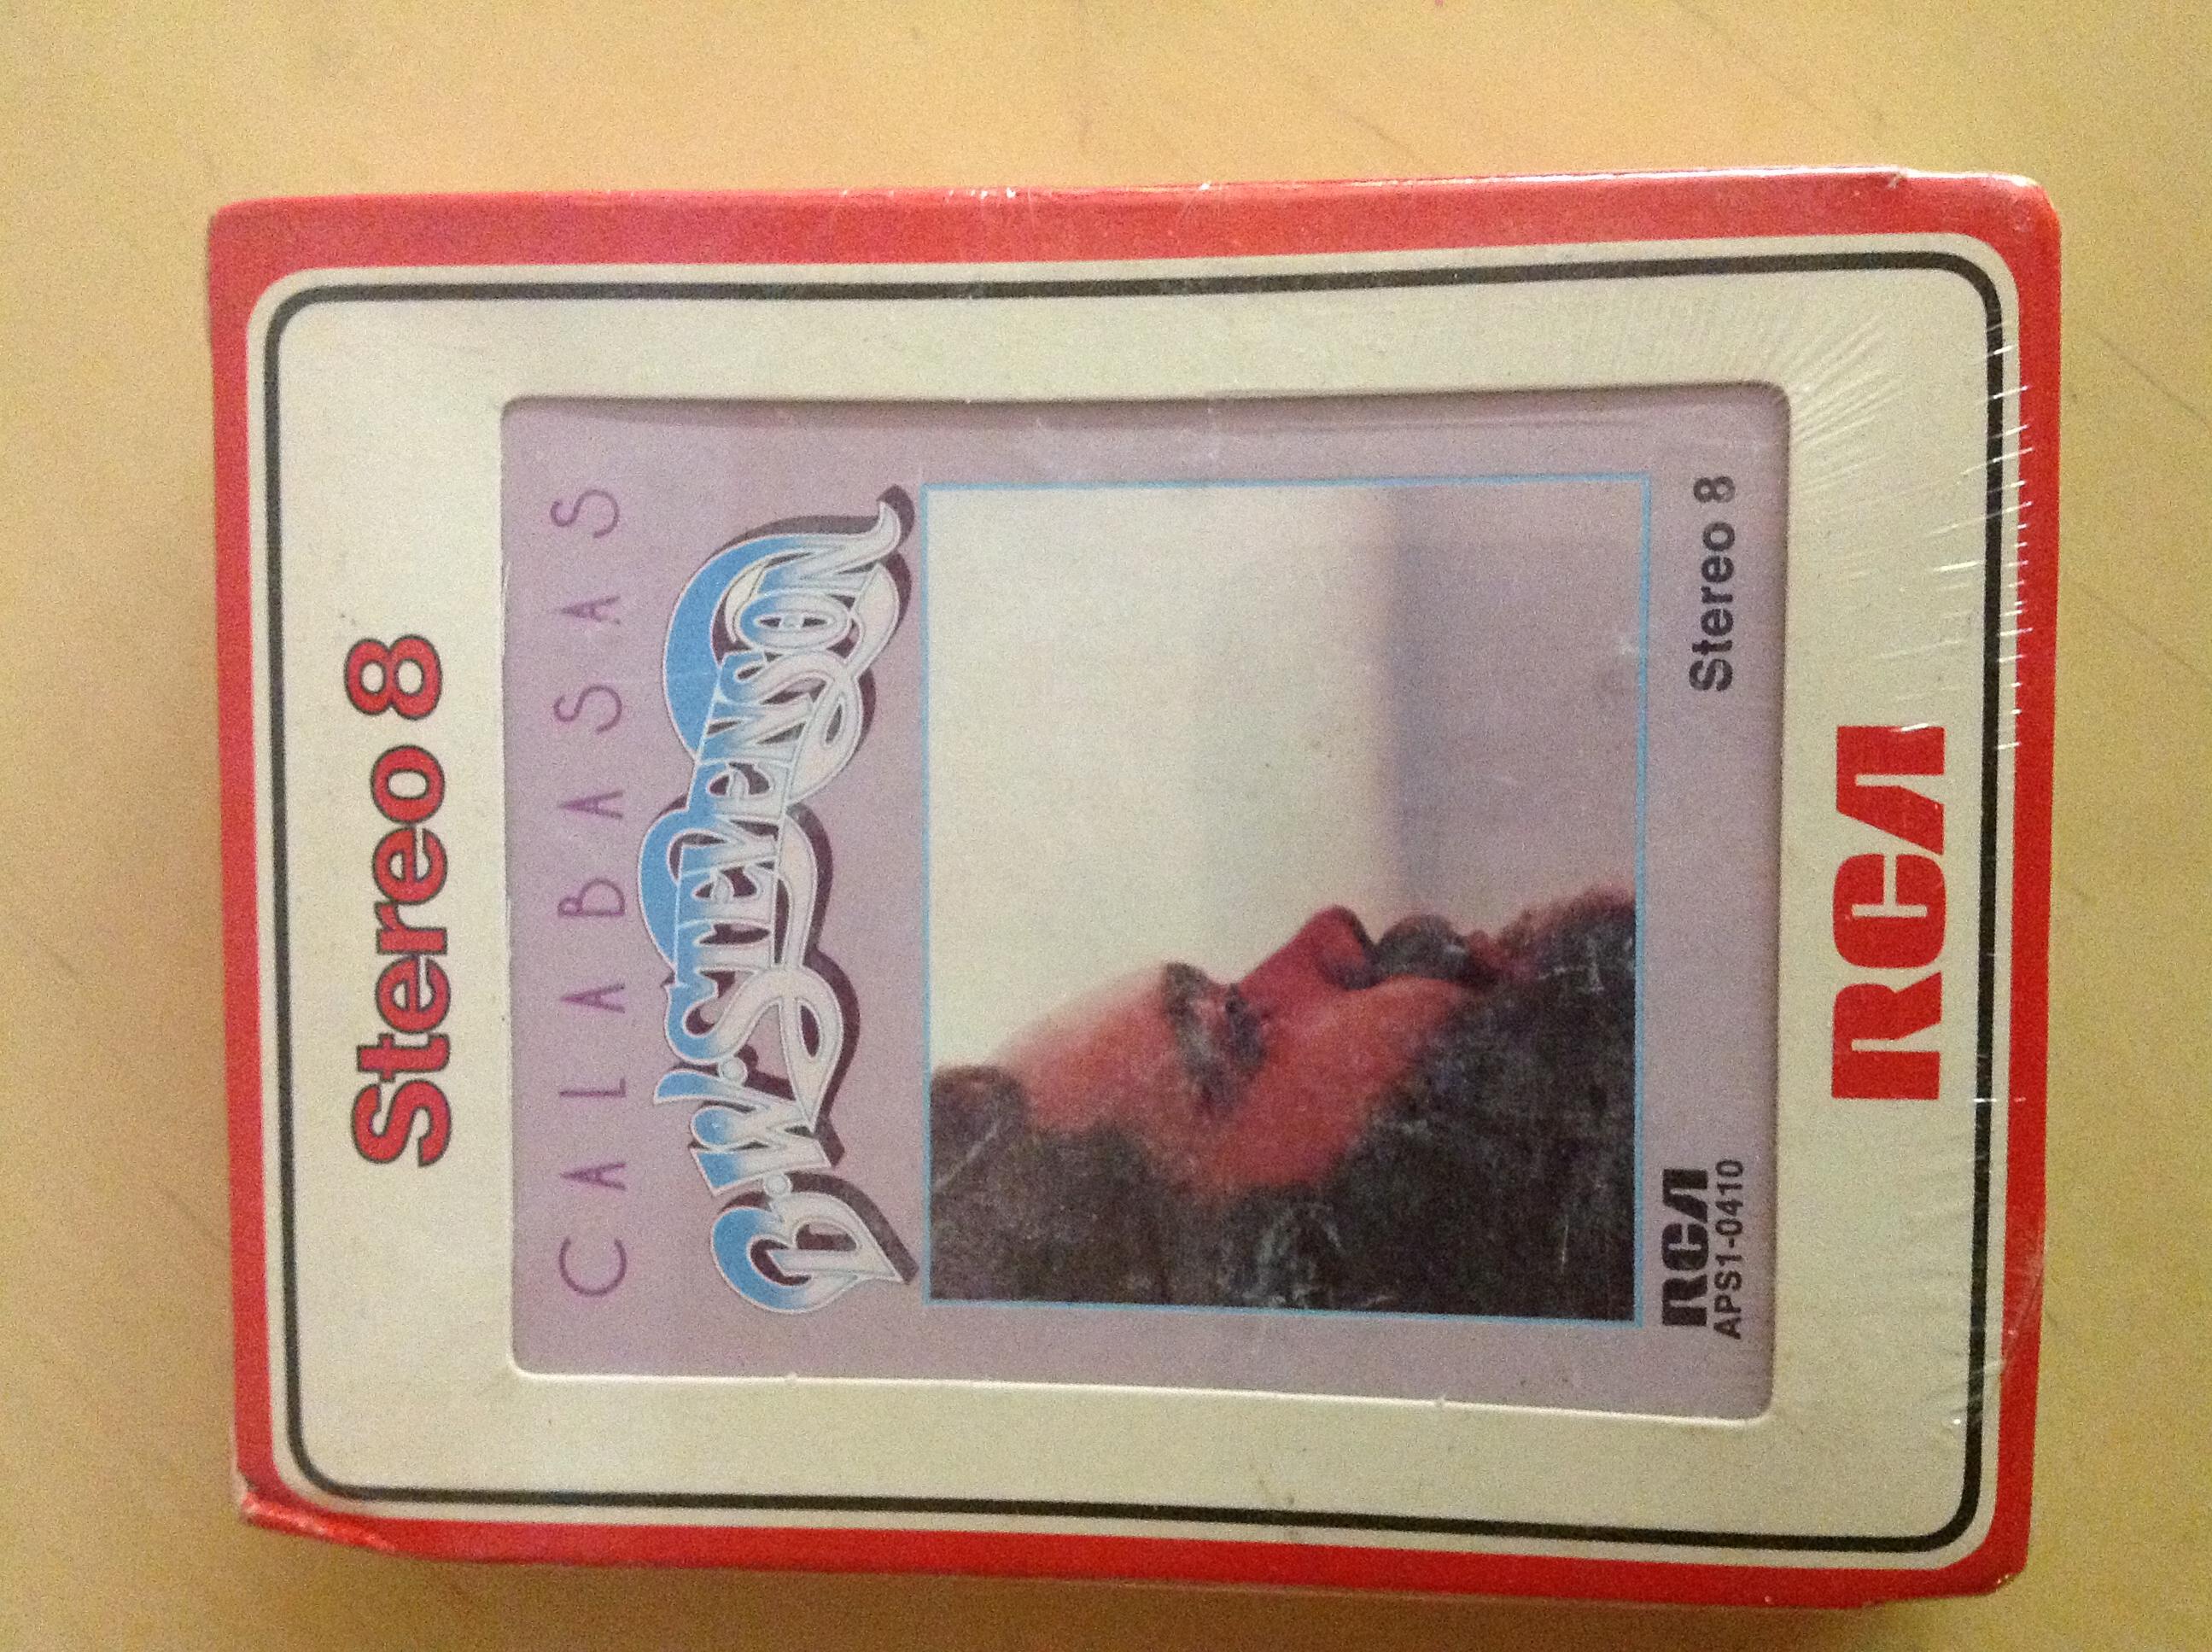 Stereo 8
CALABASAS
B.W. STEVENSON
RCA Stereo 8
APS1-0410
RCA